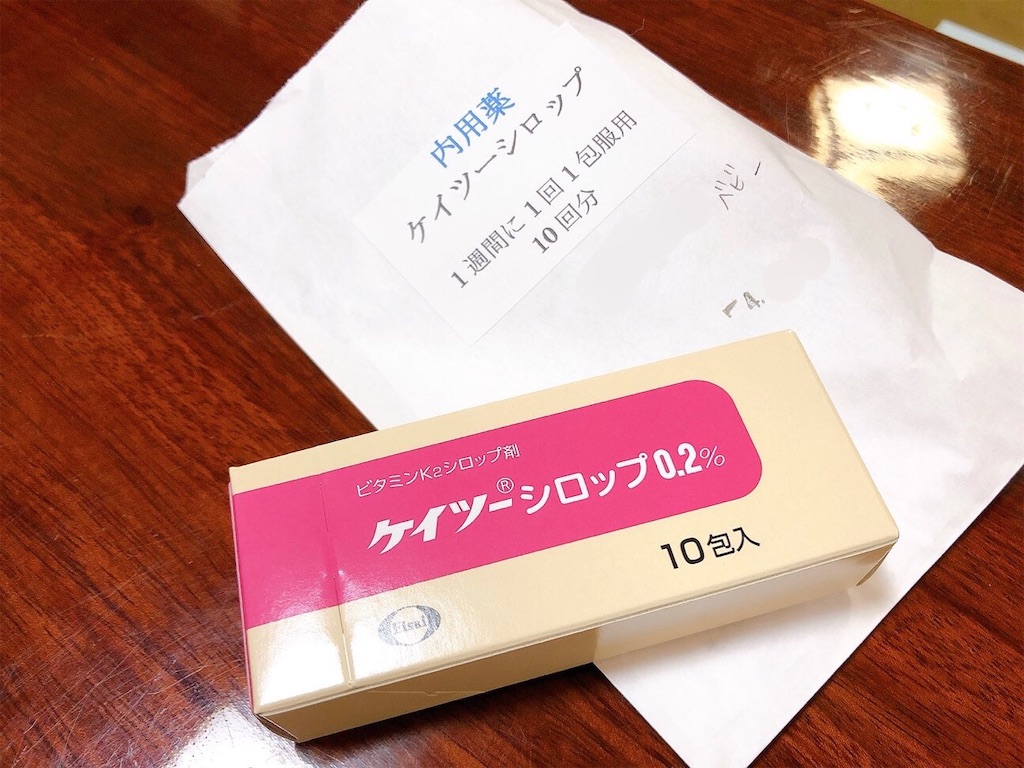 内用薬
ケイツーシロップ
1週間に1回1包服用
10回分
ベビー
ビタミンK2シロップ剤
ケイツー®シロップ0.2%
10包入
Eisai